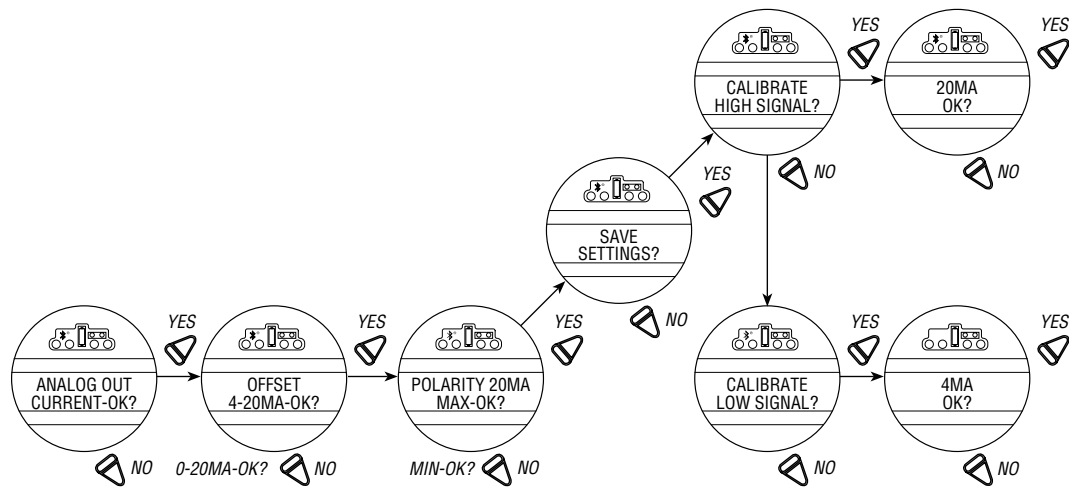 YES
YES
CALIBRATE
HIGH SIGNAL?
20MA
OK?
NO
NO
YES
SAVE
SETTINGS?
NO
YES
YES
YES
YES
YES
ANALOG OUT
CURRENT-OK?
OFFSET
4-20MA-OK?
POLARITY 20MA
MAX-OK?
CALIBRATE
LOW SIGNAL?
4MA
OK?
NO
0-20MA-OK?
NO
MIN-OK?
NO
NO
NO